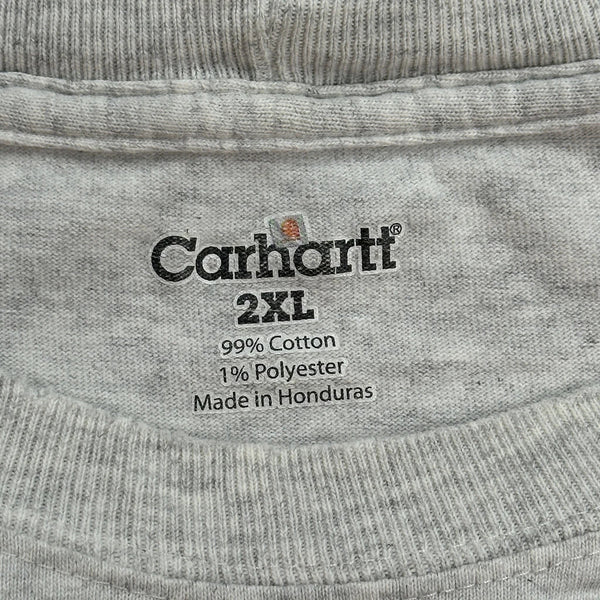 Carhartt®
2XL
99% Cotton
1% Polyester
Made in Honduras